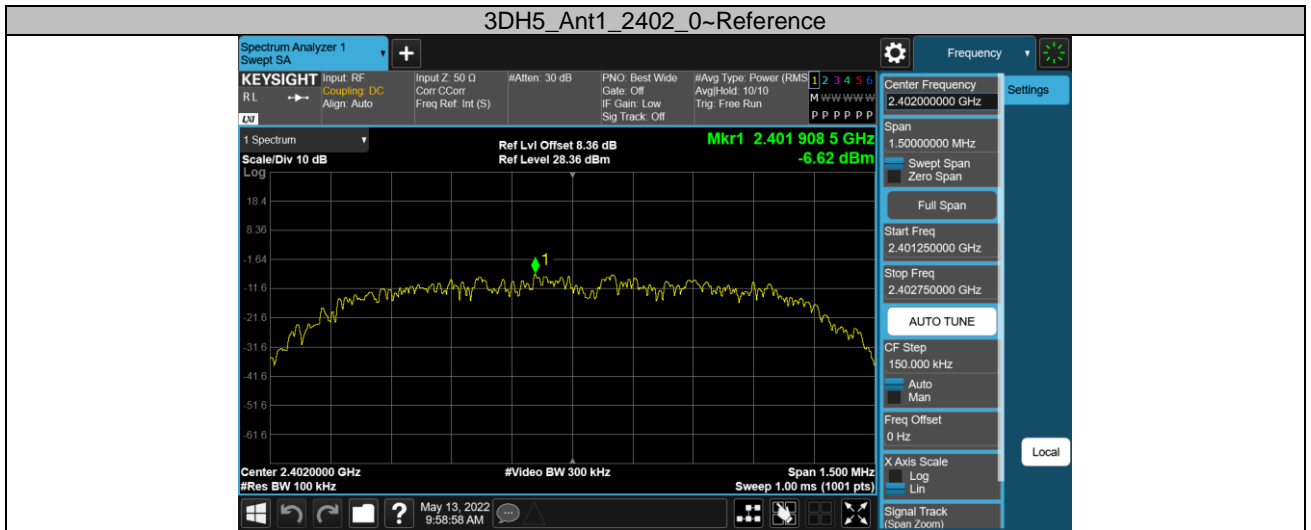 3DH5_Ant1_2402_0~Reference
Spectrum Analyzer 1
Swept SA
+
Frequency
KEYSIGHT
RL
LXI
Input: RF
Coupling: DC
Align: Auto
Input Z: 50 Ω
Corr CCorr
Freq Ref: Int (S)
#Atten: 30 dB
PNO: Best Wide
Gate: Off
IF Gain: Low
Sig Track: Off
#Avg Type: Power (RMS
Avg|Hold: 10/10
Trig: Free Run
1 2 3 4 5 6
M W W W W W
P P P P P P
1 Spectrum
Scale/Div 10 dB
Ref Lvl Offset 8.36 dB
Ref Level 28.36 dBm
Mkr1 2.401 908 5 GHz
-6.62 dBm
Log
18.4
8.36
-1.64
-11.6
-21.6
-31.6
-41.6
-51.6
-61.6
1
Center 2.4020000 GHz
#Res BW 100 kHz
#Video BW 300 kHz
Span 1.500 MHz
Sweep 1.00 ms (1001 pts)
?
May 13, 2022
9:58:58 AM
Center Frequency
2.402000000 GHz
Span
1.50000000 MHz
Swept Span
Zero Span
Full Span
Start Freq
2.401250000 GHz
Stop Freq
2.402750000 GHz
AUTO TUNE
CF Step
150.000 kHz
Auto
Man
Freq Offset
0 Hz
X Axis Scale
Log
Lin
Signal Track
(Span Zoom)
Settings
Local